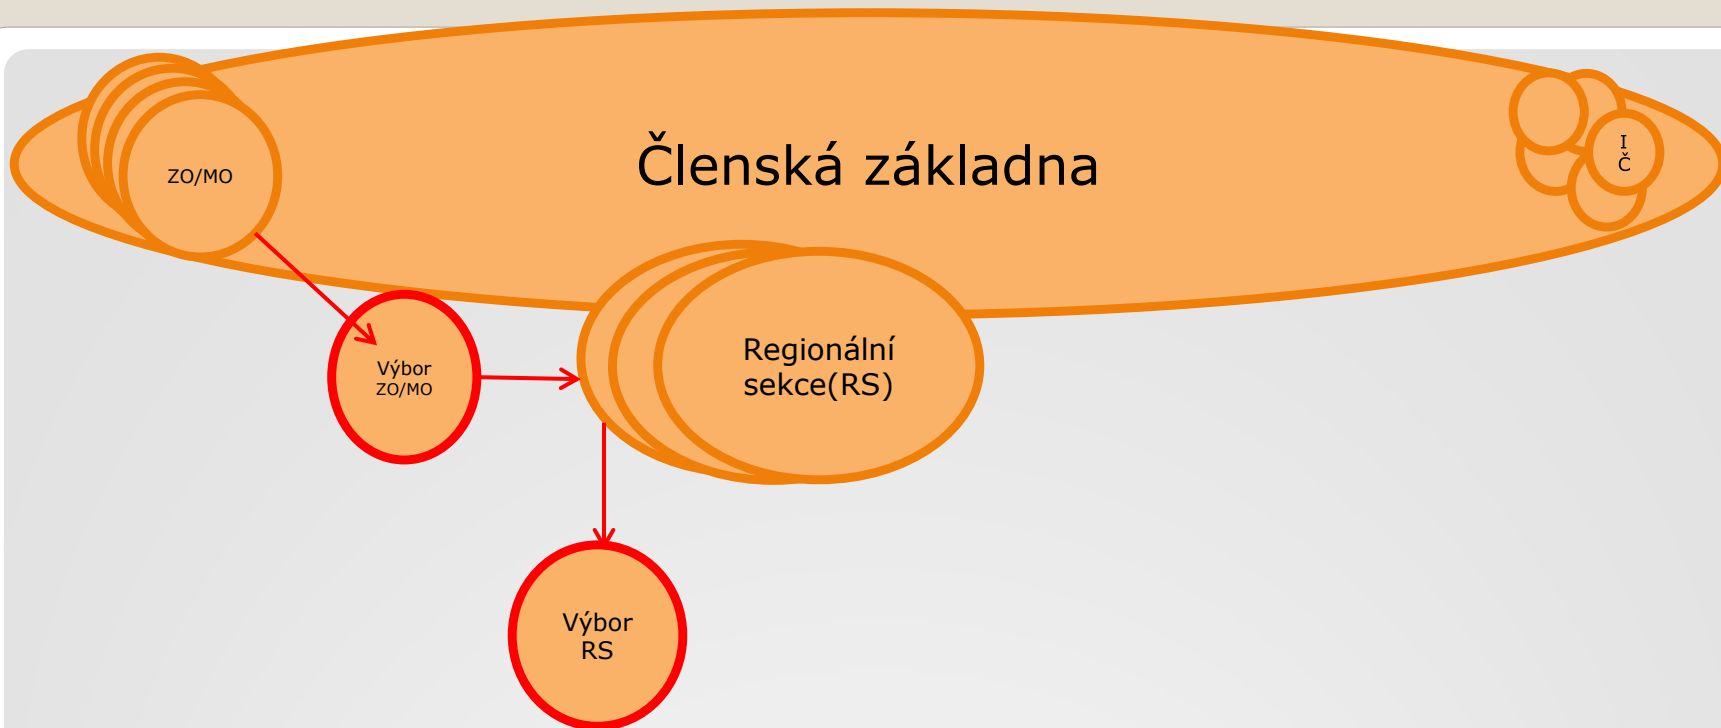 Členská základna
ZO/MO
I
Č
Výbor
ZO/MO
Regionální
sekce(RS)
Výbor
RS